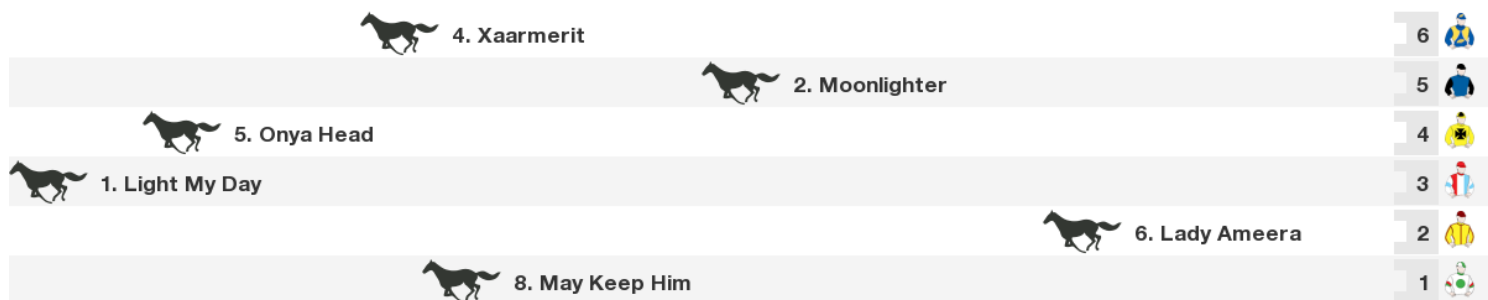 4. Xaarmerit 6
2. Moonlighter 5
5. Onya Head 4
1. Light My Day 3
6. Lady Ameera 2
8. May Keep Him 1